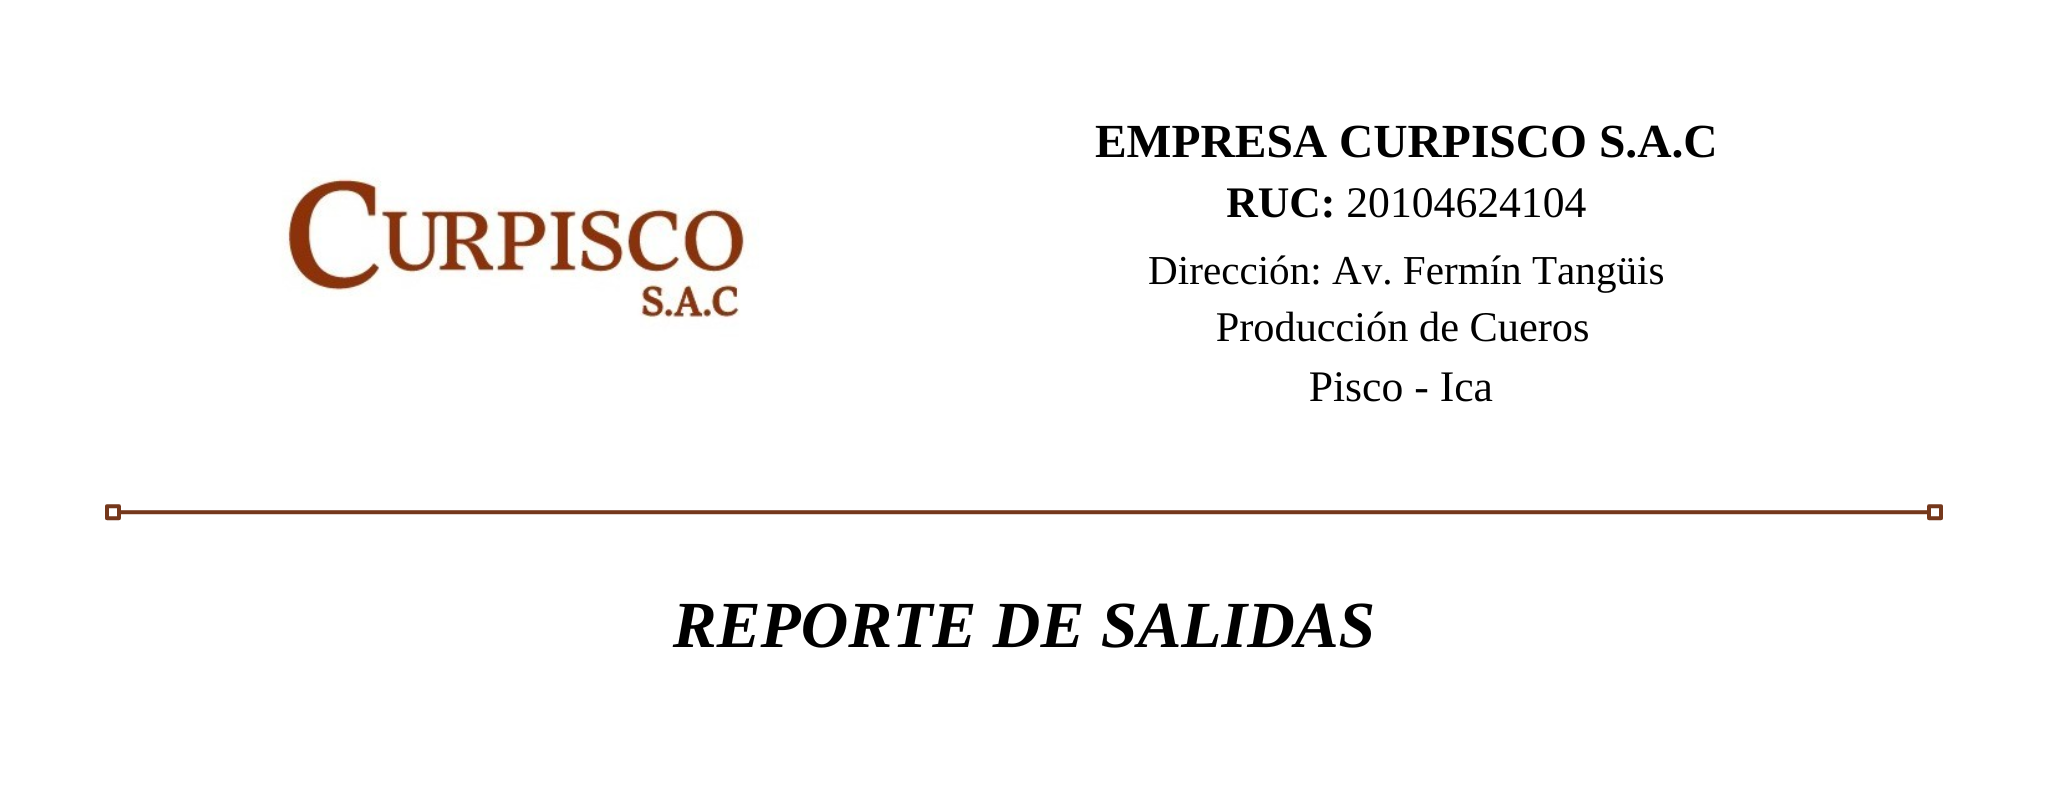 CURPISCO
S.A.C
EMPRESA CURPISCO S.A.C
RUC: 20104624104
Dirección: Av. Fermín Tangüis
Producción de Cueros
Pisco - Ica
REPORTE DE SALIDAS